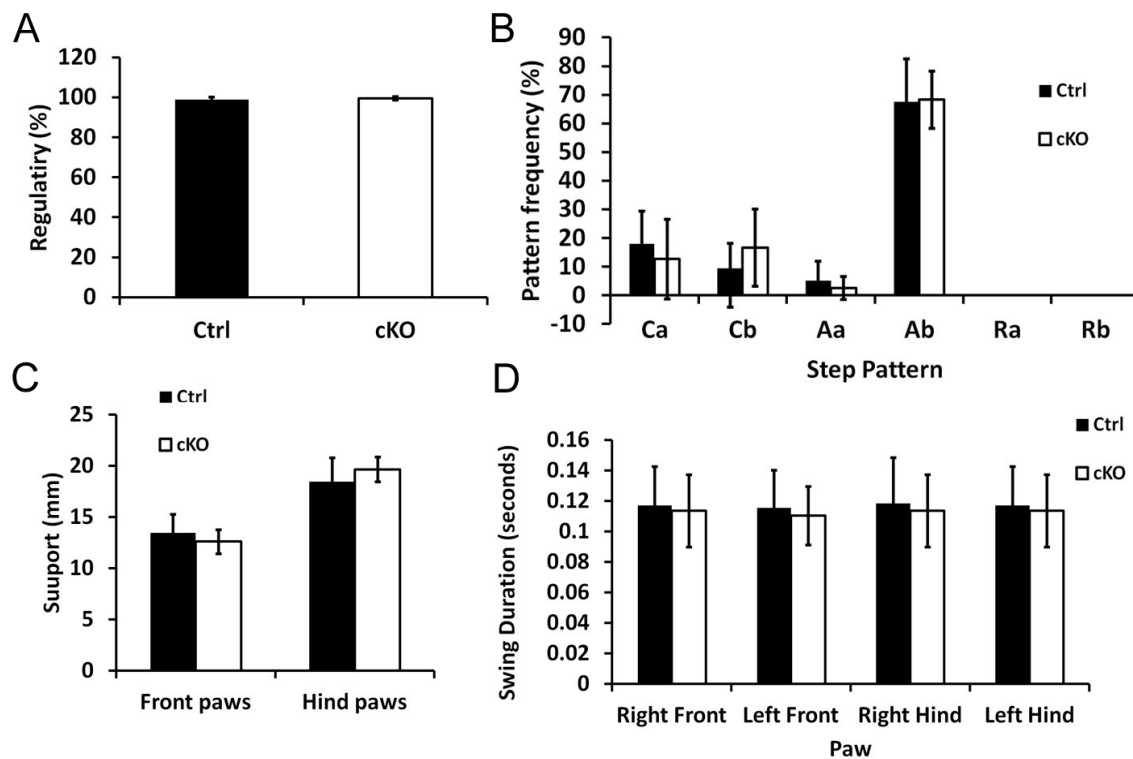 A
120
100
80
60
40
20
0
Regulatiry (%)
Ctrl
cKO
B
90
80
70
60
50
40
30
20
10
0
-10
Pattern frequency (%)
Ctrl
cKO
Ca
Cb
Aa
Ab
Ra
Rb
Step Pattern
C
Ctrl
cKO
25
20
15
10
5
0
Suuport (mm)
Front paws
Hind paws
D
Ctrl
cKO
0.16
0.14
0.12
0.1
0.08
0.06
0.04
0.02
0
Swing Duration (seconds)
Right Front
Left Front
Right Hind
Left Hind
Paw